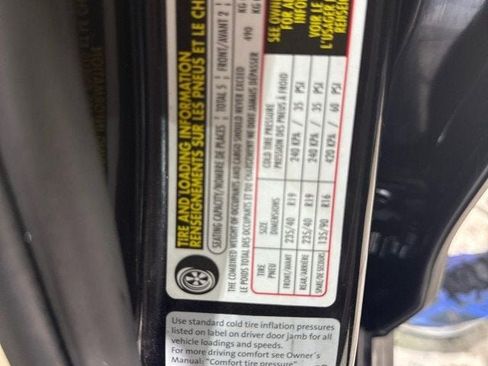 TIRE AND LOADING INFORMATION
RENSEIGNEMENTS SUR LES PNEUS ET LE CH
SEATING CAPACITY/NOMBRE DE PLACES | TOTAL 5 | FRONT/AVANT 2
THE COMBINED WEIGHT OF OCCUPANTS AND CARGO SHOULD NEVER EXCEED
LE POIDS TOTAL DES OCCUPANTS ET DU CHARGEMENT NE DOIT JAMAIS DÉPASSER
490 KG
TIRE SIZE COLD TIRE PRESSURE
PNEU DIMENSIONS PRESSION DES PNEUS À FROID
FRONT/AVANT 235/40 R19 240 KPA / 35 PSI
REAR/ARRIÈRE 235/40 R19 240 KPA / 35 PSI
SPARE/DE SECOURS 135/90 R16 420 KPA / 60 PSI
SEE OWNER
FOR A
INFOR
VOIR LE
L'USAGER
RENSEI
Use standard cold tire inflation pressures
listed on label on driver door jamb for all
vehicle loadings and speeds.
For more driving comfort see Owner´s
Manual: "Comfort tire pressure"